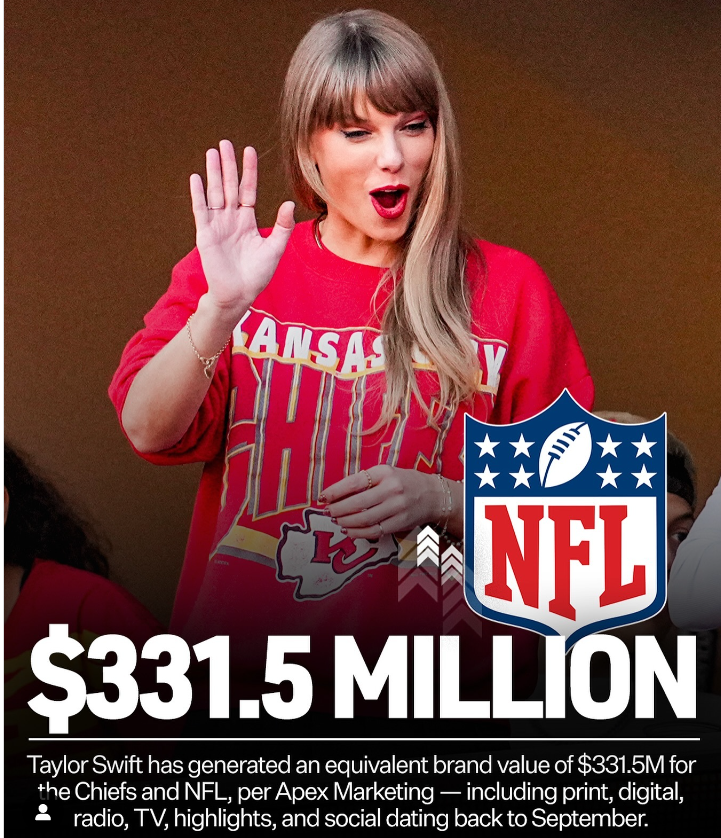 KANSAS CITY
CHIEFS
KC
NFL
$331.5 MILLION
Taylor Swift has generated an equivalent brand value of $331.5M for
the Chiefs and NFL, per Apex Marketing — including print, digital,
radio, TV, highlights, and social dating back to September.